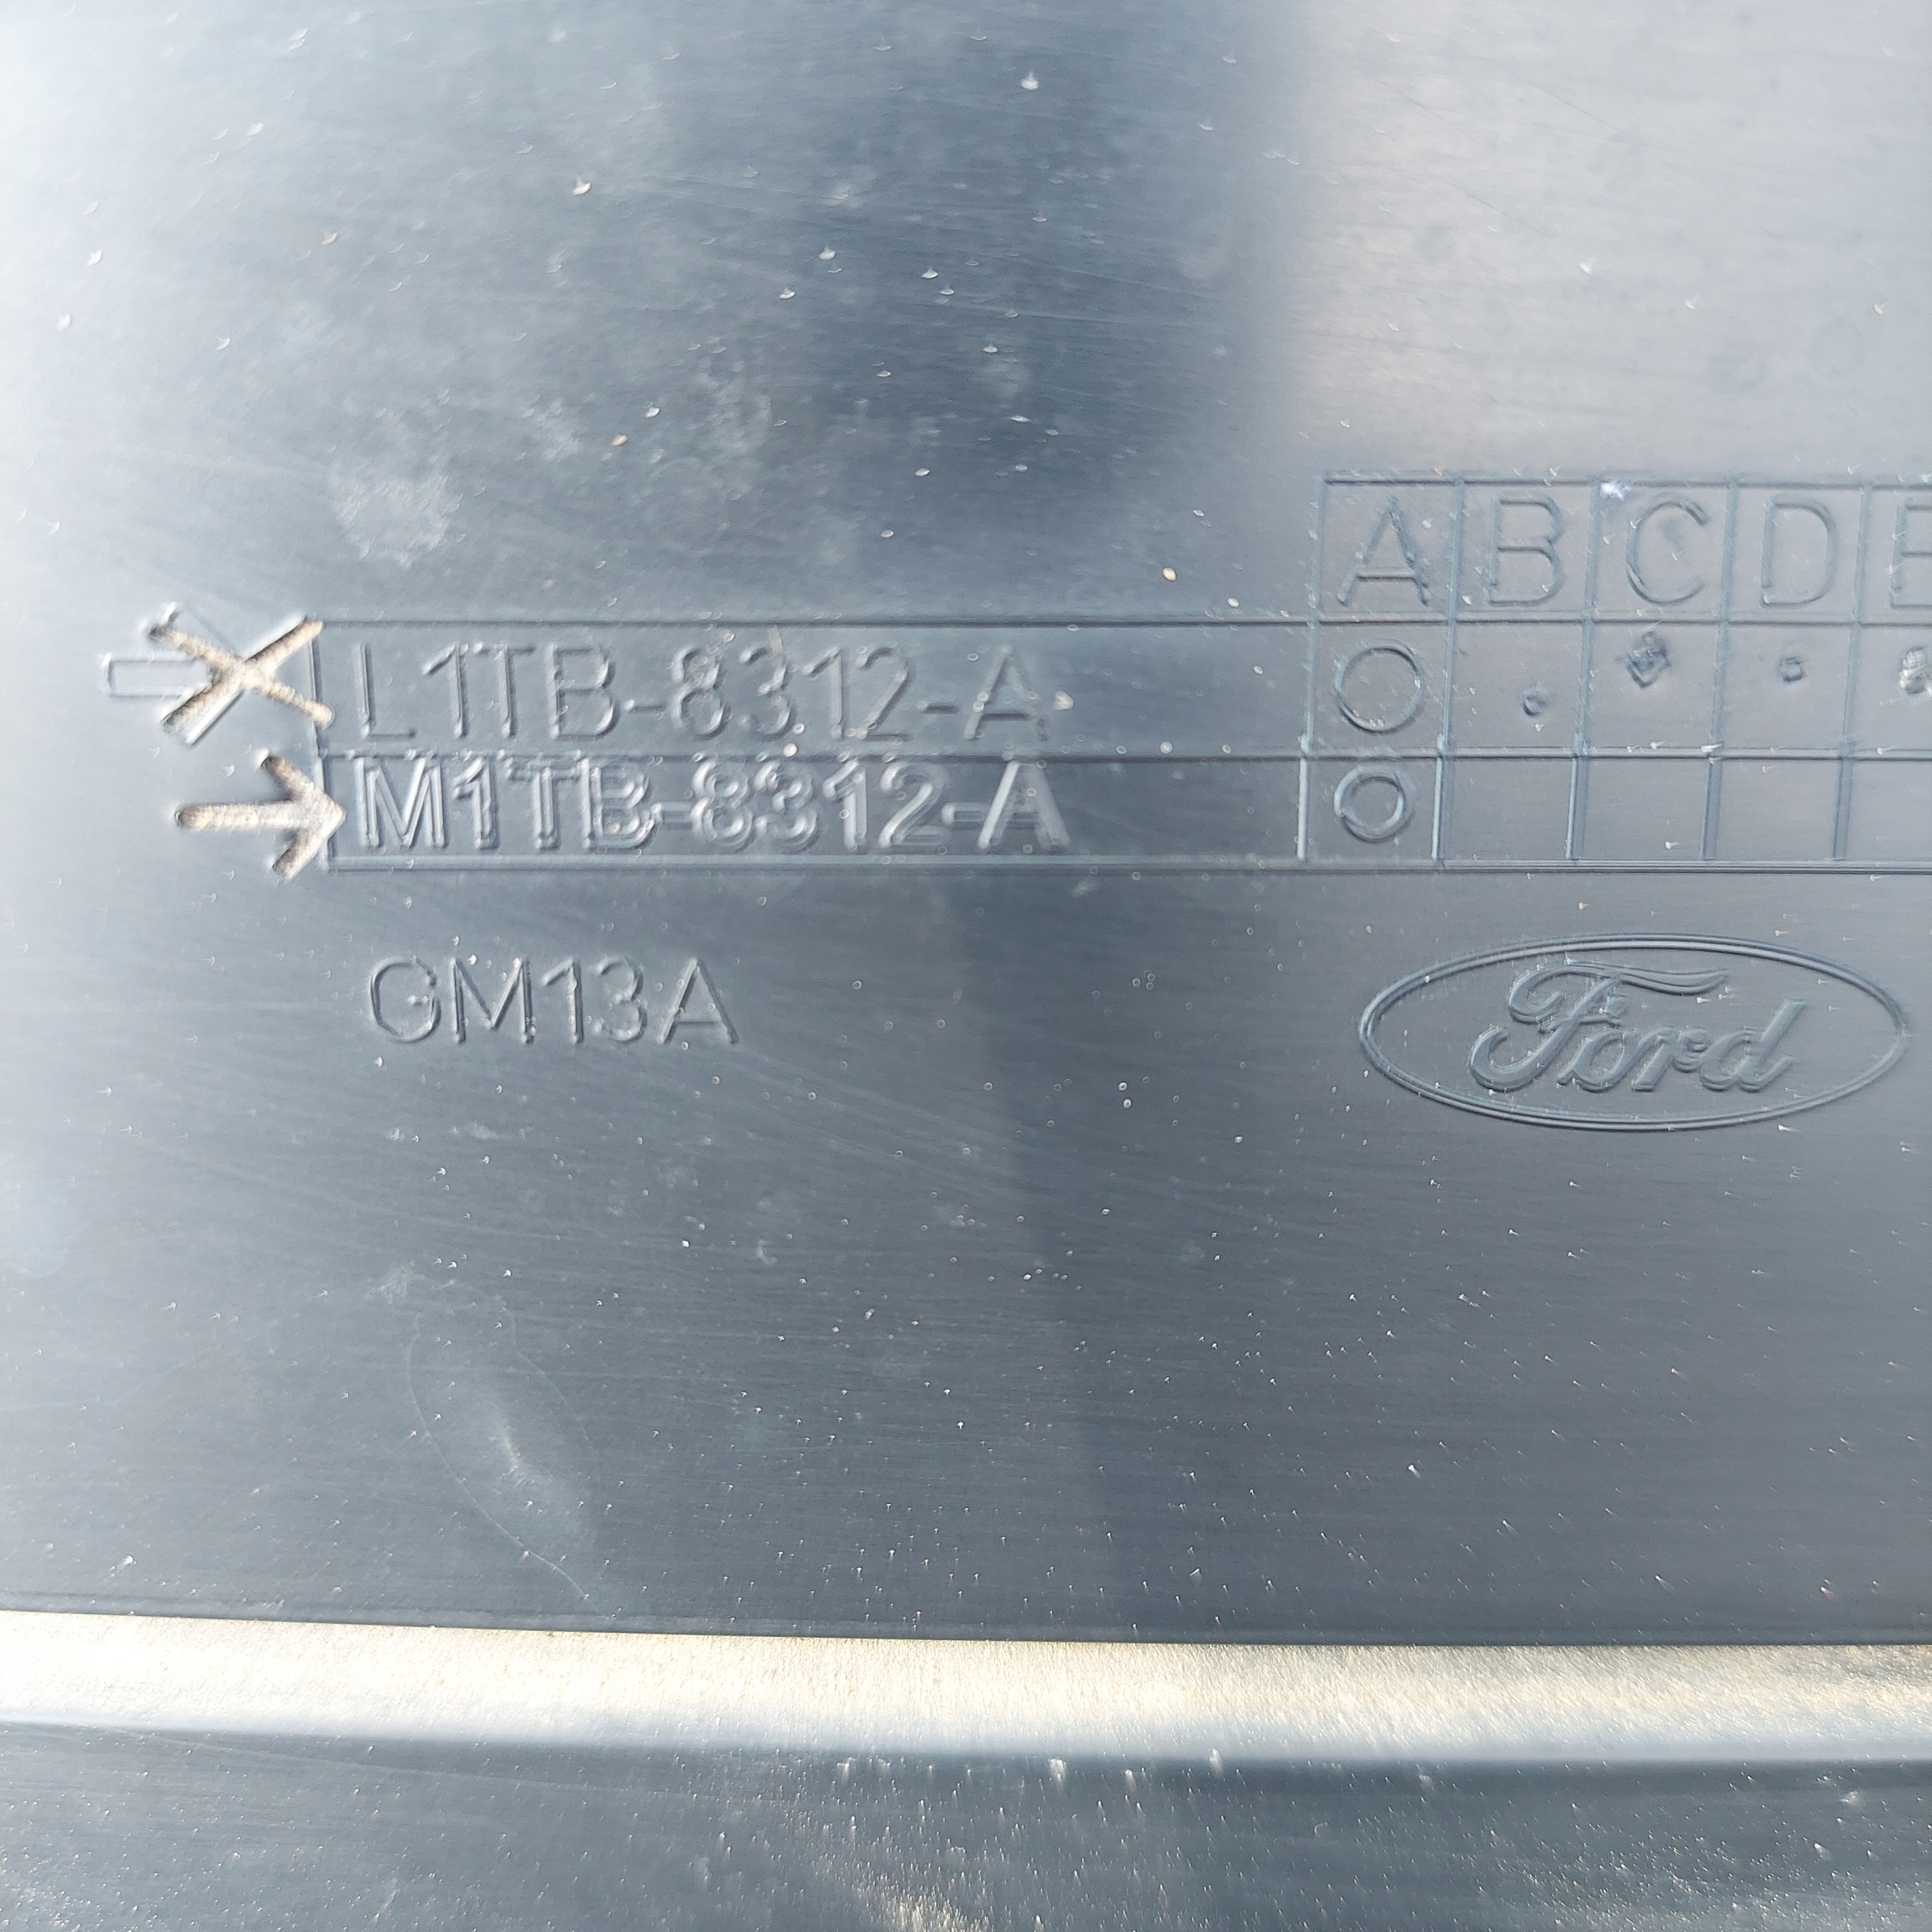 A B C D E
L1TB-8312-A
M1TB-8312-A
GM13A
Ford